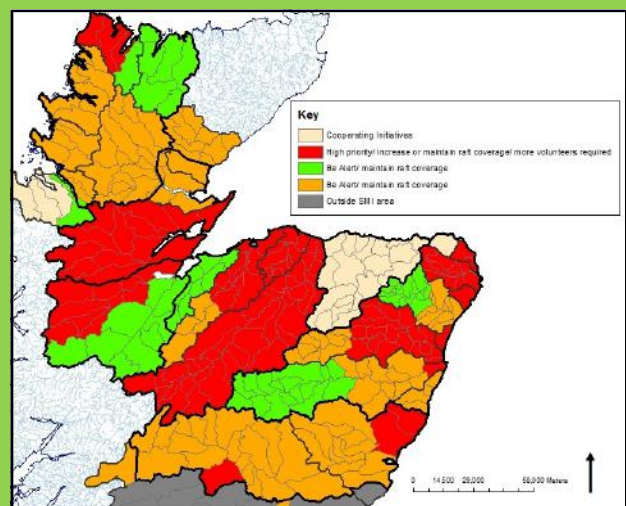 Key
Cooperating Initiatives
High priority/ increase or maintain raft coverage/ more volunteers required
Be Alert/ maintain raft coverage
Be Alert/ maintain raft coverage
Outside SMI area
0 14,500 29,000 58,000 Meters